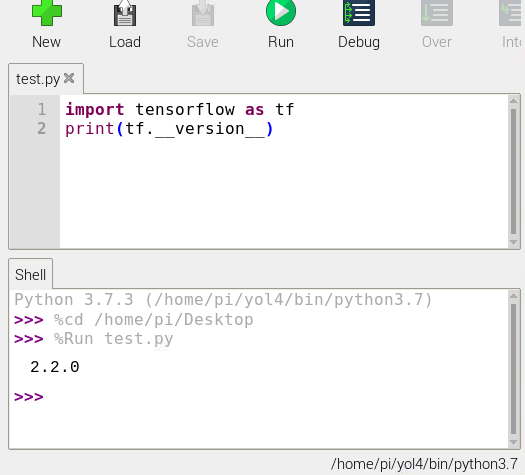 New Load Save Run Debug Over
test.py
1 import tensorflow as tf
2 print(tf.__version__)
Shell
Python 3.7.3 (/home/pi/yol4/bin/python3.7)
>>> %cd /home/pi/Desktop
>>> %Run test.py
2.2.0
>>>
/home/pi/yol4/bin/python3.7